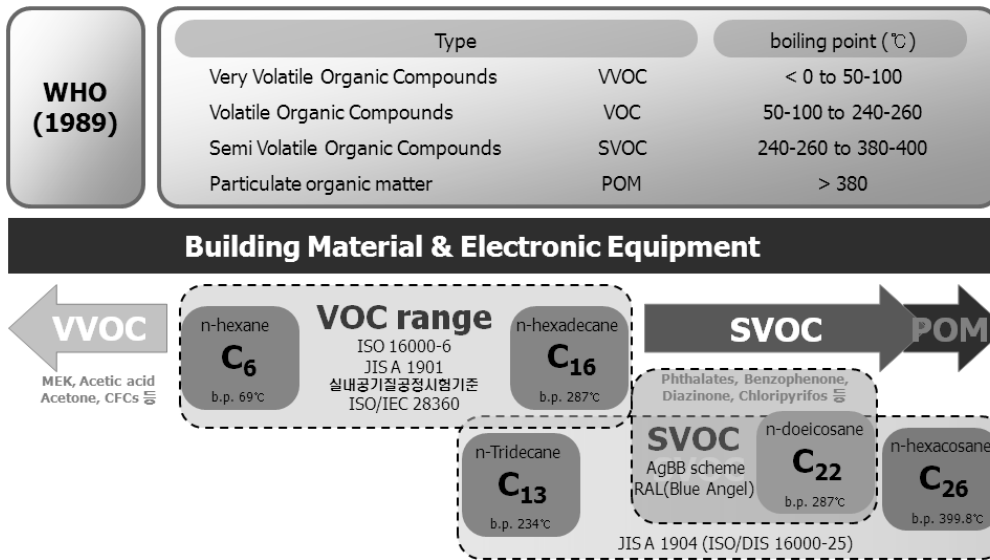 WHO
(1989)
Type boiling point (℃)
Very Volatile Organic Compounds VVOC < 0 to 50-100
Volatile Organic Compounds VOC 50-100 to 240-260
Semi Volatile Organic Compounds SVOC 240-260 to 380-400
Particulate organic matter POM > 380
Building Material & Electronic Equipment
VVOC
MEK, Acetic acid
Acetone, CFCs 등
n-hexane
C6
b.p. 69℃
VOC range
ISO 16000-6
JIS A 1901
실내공기질공정시험기준
ISO/IEC 28360
n-hexadecane
C16
b.p. 287℃
SVOC
POM
Phthalates, Benzophenone,
Diazinone, Chloripyrifos 등
n-Tridecane
C13
b.p. 234℃
SVOC
AgBB scheme
RAL(Blue Angel)
n-doeicosane
C22
b.p. 287℃
n-hexacosane
C26
b.p. 399.8℃
JIS A 1904 (ISO/DIS 16000-25)